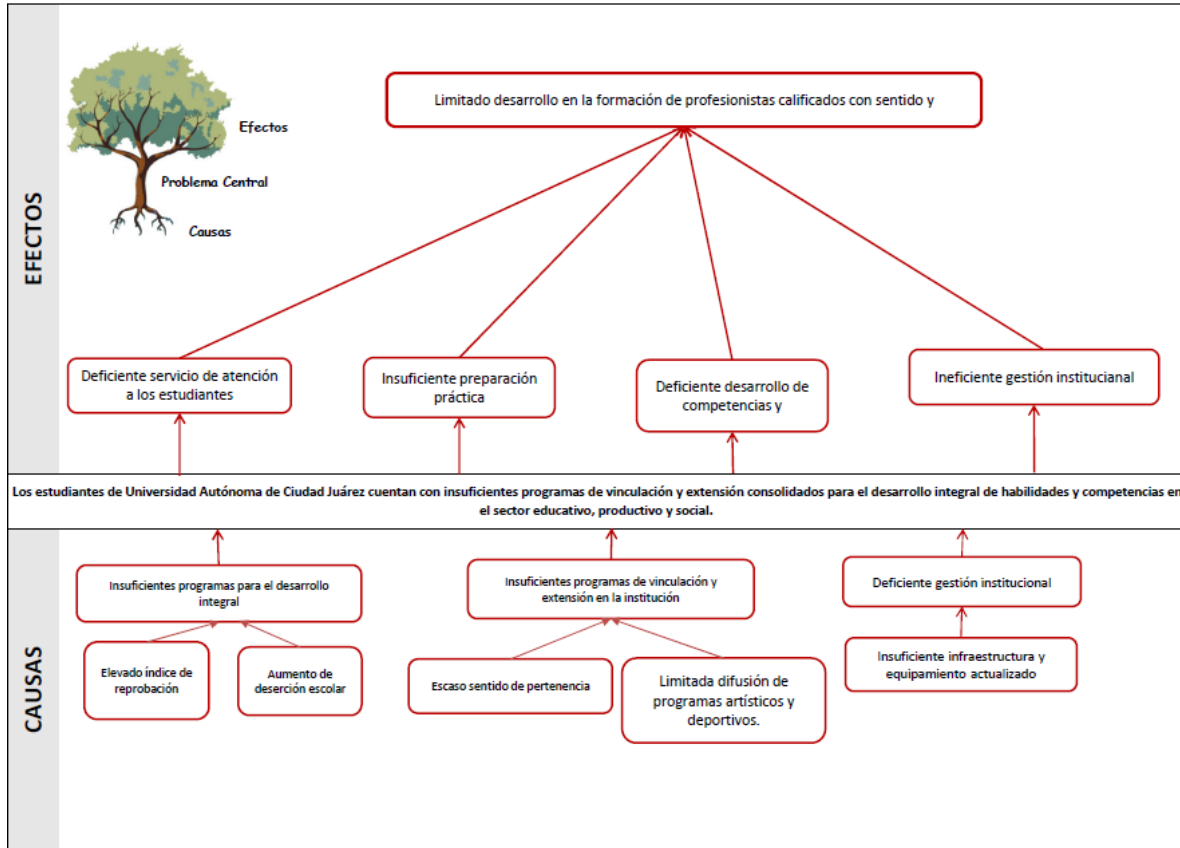 EFECTOS
Efectos
Problema Central
Causas
Limitado desarrollo en la formación de profesionistas calificados con sentido y
Deficiente servicio de atención
a los estudiantes
Insuficiente preparación
práctica
Deficiente desarrollo de
competencias y
Ineficiente gestión institucianal
Los estudiantes de Universidad Autónoma de Ciudad Juárez cuentan con insuficientes programas de vinculación y extensión consolidados para el desarrollo integral de habilidades y competencias en
el sector educativo, productivo y social.
CAUSAS
Insuficientes programas para el desarrollo
integral
Insuficientes programas de vinculación y
extensión en la institución
Deficiente gestión institucional
Elevado índice de
reprobación
Aumento de
deserción escolar
Escaso sentido de pertenencia
Limitada difusión de
programas artísticos y
deportivos.
Insuficiente infraestructura y
equipamiento actualizado